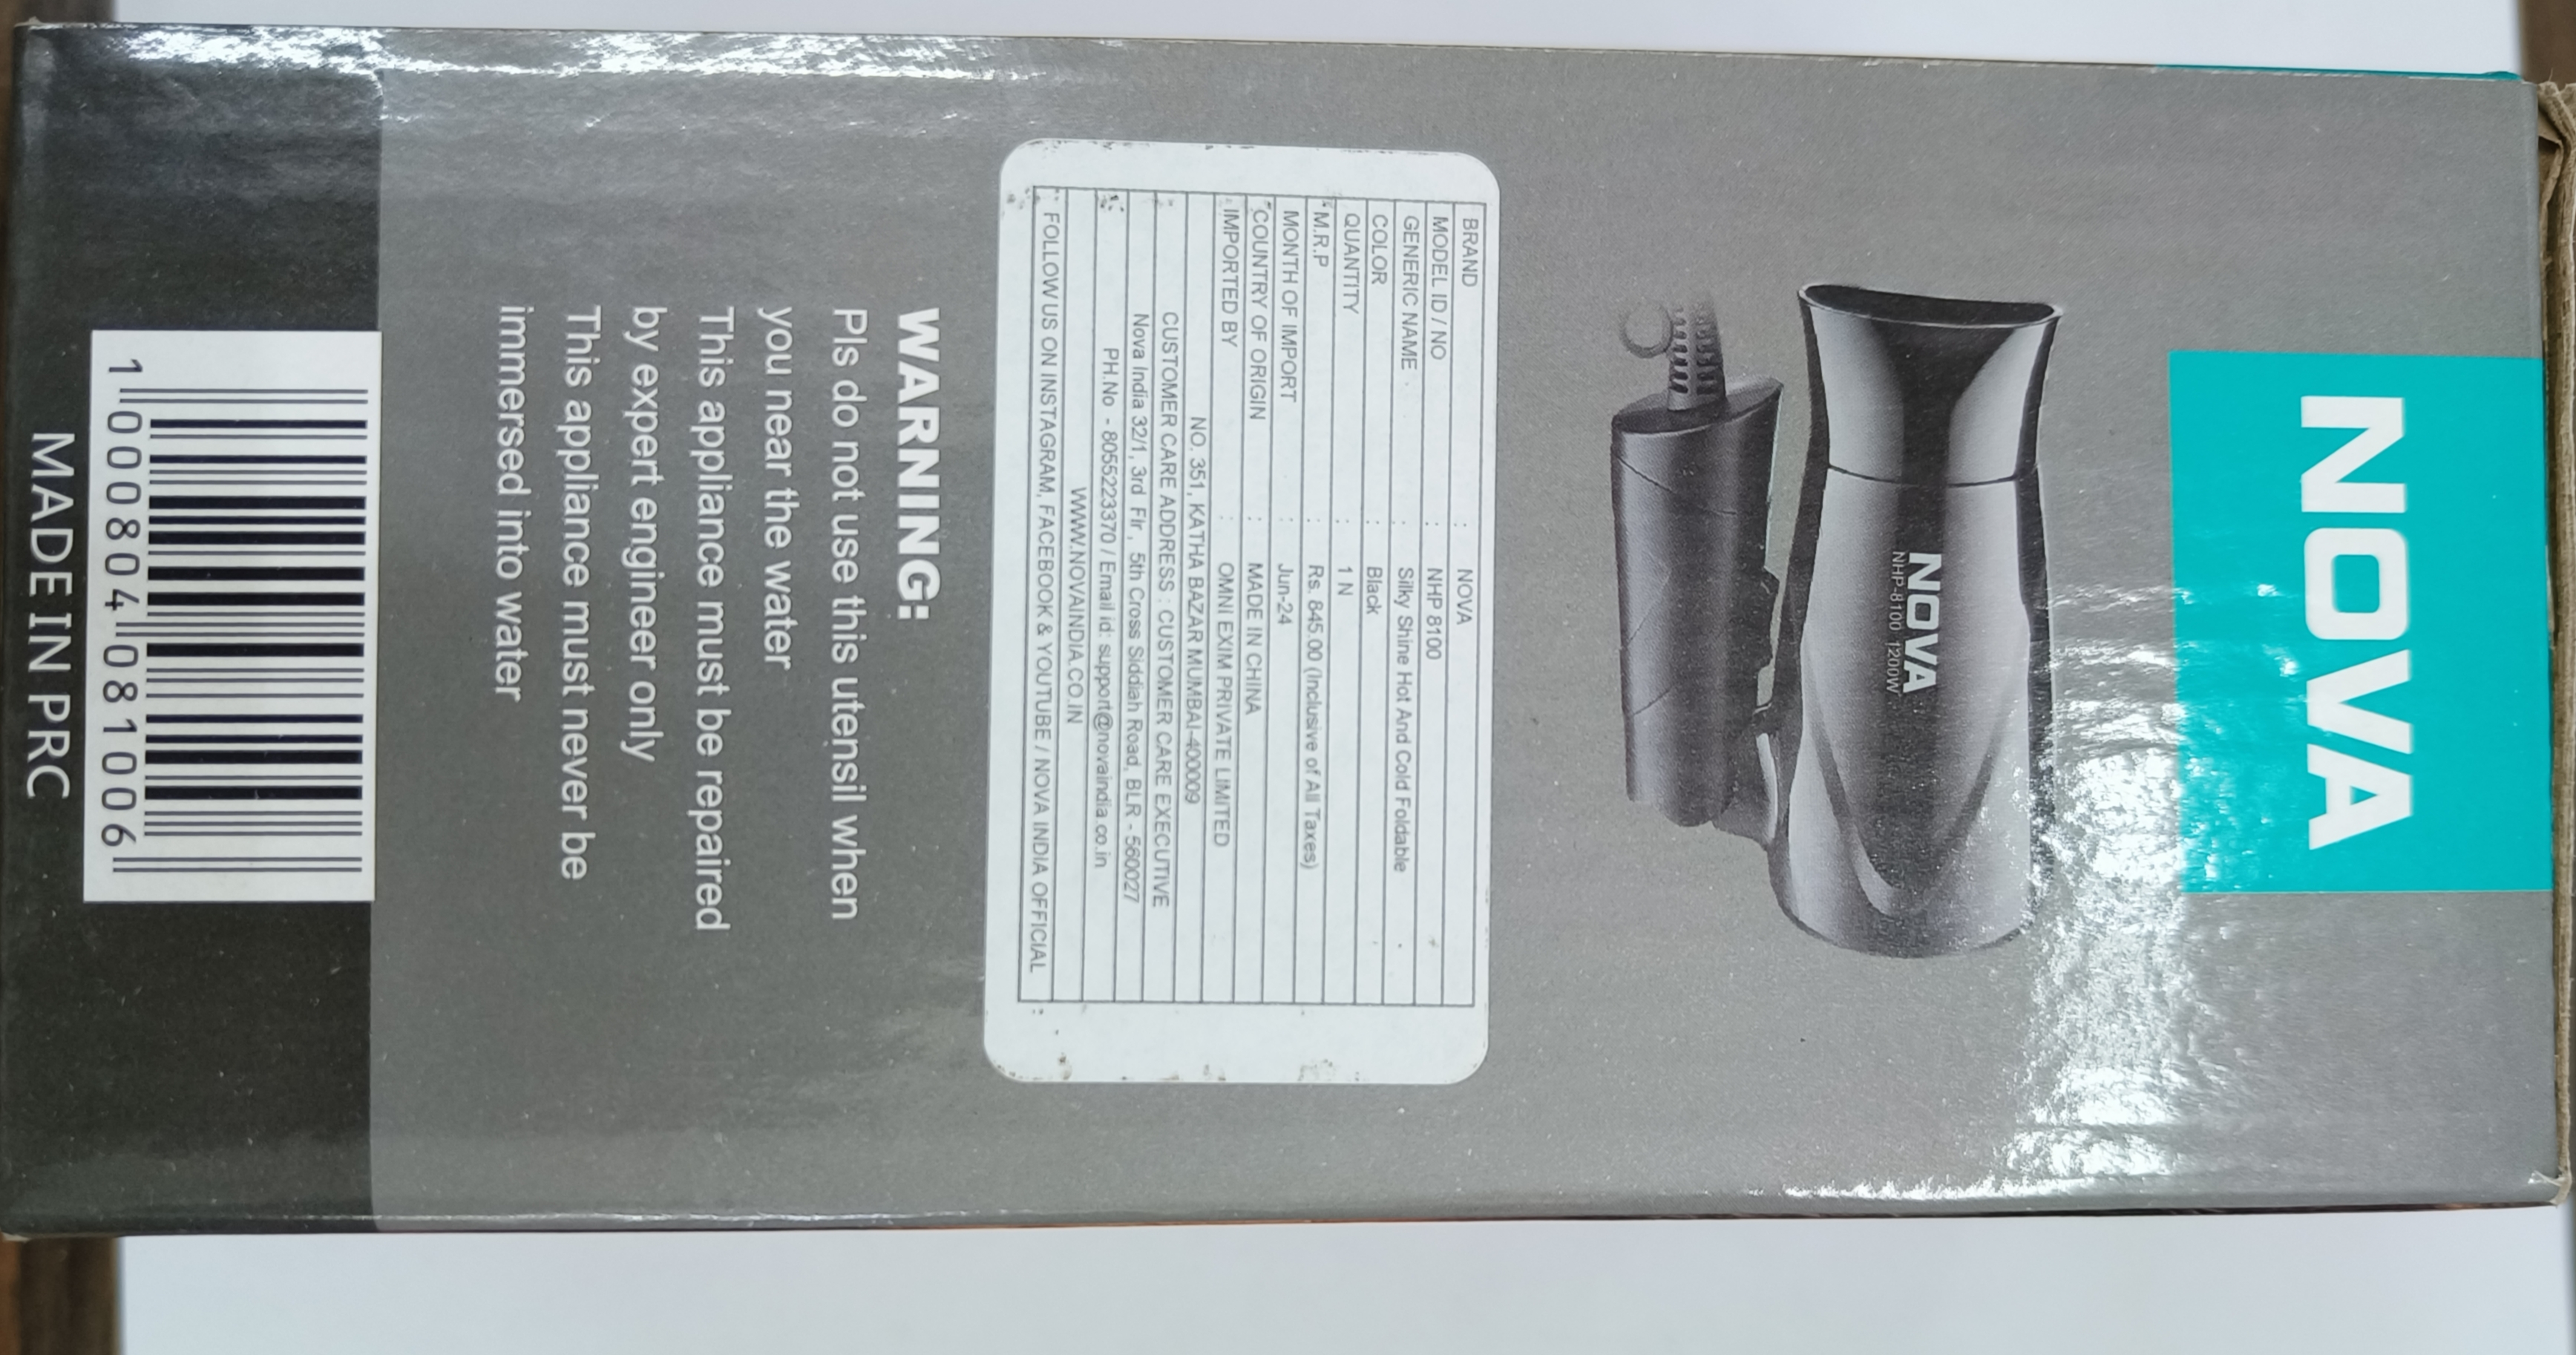 NOVA
NOVA
NHP-8100 1200W
BRAND : NOVA
MODEL ID / NO : NHP 8100
GENERIC NAME : Silky Shine Hot And Cold Foldable
COLOR : Black
QUANTITY : 1 N
M.R.P : Rs. 845.00 (Inclusive of All Taxes)
MONTH OF IMPORT : Jun-24
COUNTRY OF ORIGIN : MADE IN CHINA
IMPORTED BY : OMNI EXIM PRIVATE LIMITED
NO. 351, KATHA BAZAR MUMBAI-400009
CUSTOMER CARE ADDRESS : CUSTOMER CARE EXECUTIVE
Nova India 32/1, 3rd Flr , 5th Cross Siddiah Road, BLR - 560027
PH.No - 8055223370 / Email id: support@novaindia.co.in
WWW.NOVAINDIA.CO.IN
FOLLOW US ON INSTAGRAM, FACEBOOK & YOUTUBE / NOVA INDIA OFFICIAL
WARNING:
Pls do not use this utensil when
you near the water
This appliance must be repaired
by expert engineer only
This appliance must never be
immersed into water
1 000804 081006
MADE IN PRC